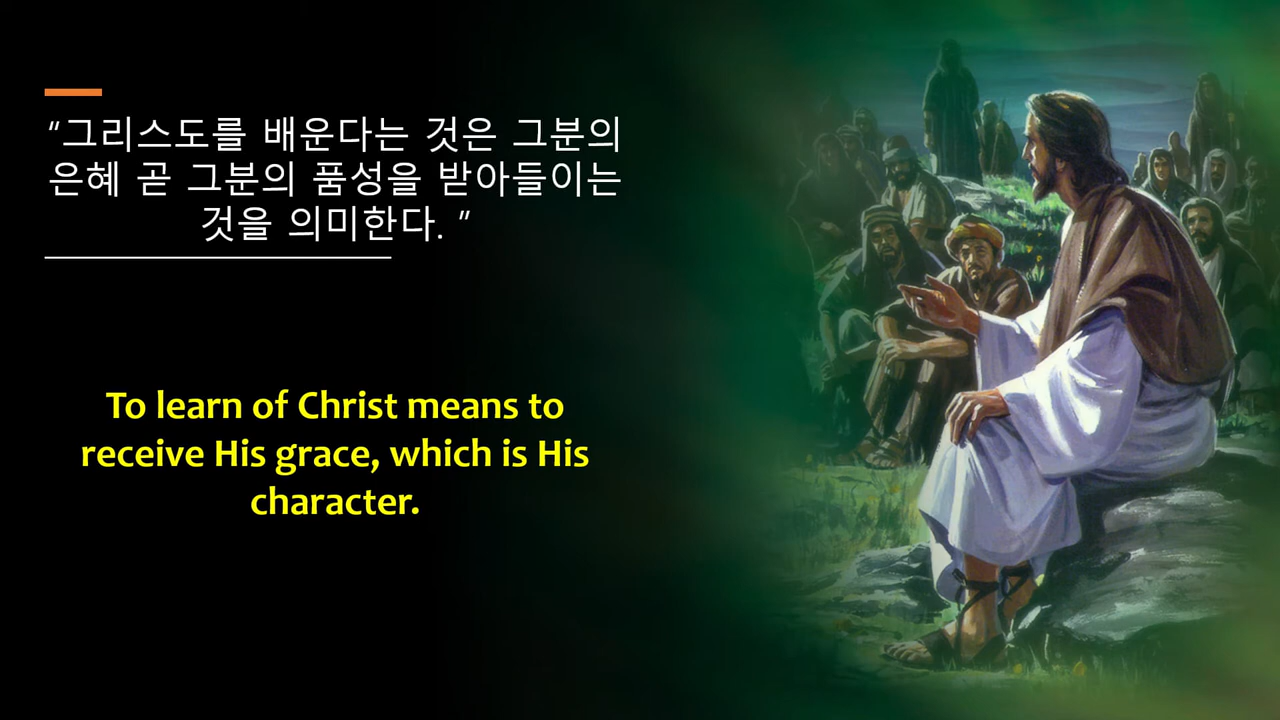 “그리스도를 배운다는 것은 그분의
은혜 곧 그분의 품성을 받아들이는
것을 의미한다. ”
To learn of Christ means to
receive His grace, which is His
character.